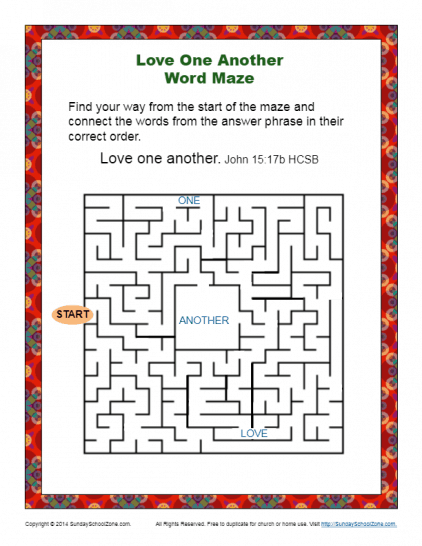 Love One Another
Word Maze
Find your way from the start of the maze and
connect the words from the answer phrase in their
correct order.
Love one another. John 15:17b HCSB
ONE
START
ANOTHER
LOVE
Copyright © 2014 SundaySchoolZone.com. All Rights Reserved. Free to duplicate for church or home use. Visit http://SundaySchoolZone.com.